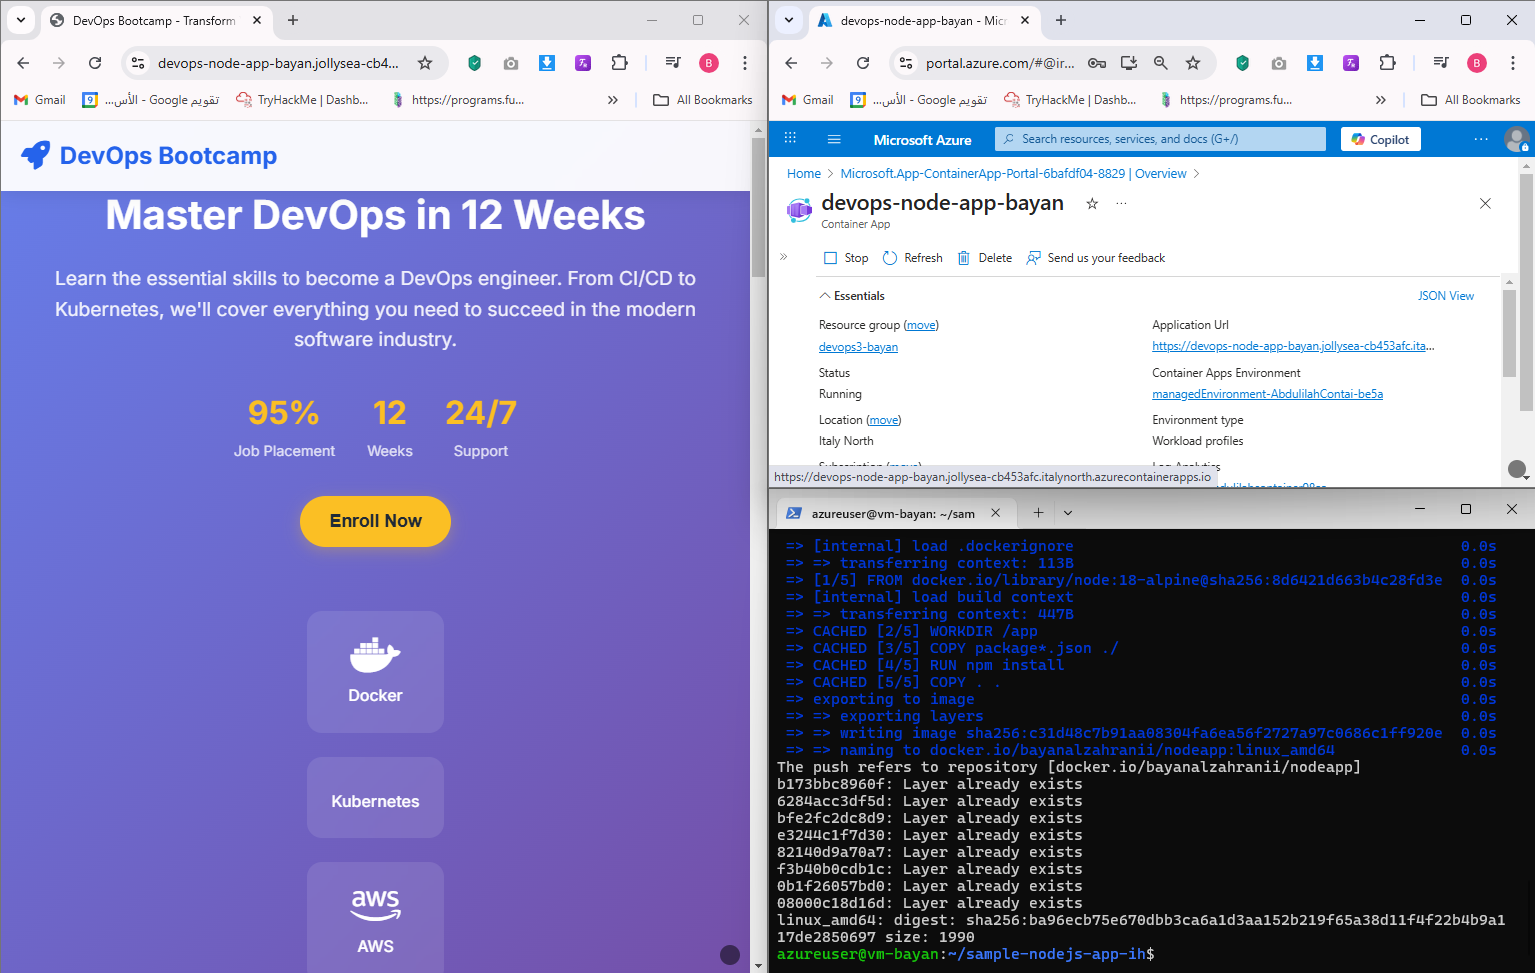 DevOps Bootcamp - Transform
devops-node-app-bayan.jollysea-cb4...
Gmail
تقويم Google - الأس...
TryHackMe | Dashb...
https://programs.fu...
All Bookmarks
DevOps Bootcamp
Master DevOps in 12 Weeks
Learn the essential skills to become a DevOps engineer. From CI/CD to
Kubernetes, we'll cover everything you need to succeed in the modern
software industry.
95% 12 24/7
Job Placement Weeks Support
Enroll Now
Docker
Kubernetes
aws
AWS
devops-node-app-bayan - Mic
portal.azure.com/#@ir...
Gmail
تقويم Google - الأس...
TryHackMe | Dashb...
https://programs.fu...
All Bookmarks
Microsoft Azure
Search resources, services, and docs (G+/)
Copilot
Home > Microsoft.App-ContainerApp-Portal-6bafdf04-8829 | Overview >
devops-node-app-bayan
Container App
Stop Refresh Delete Send us your feedback
Essentials
JSON View
Resource group (move)
devops3-bayan
Status
Running
Location (move)
Italy North
Application Url
https://devops-node-app-bayan.jollysea-cb453afc.ita...
Container Apps Environment
managedEnvironment-AbdulilahContai-be5a
Environment type
Workload profiles
https://devops-node-app-bayan.jollysea-cb453afc.italynorth.azurecontainerapps.io
azureuser@vm-bayan: ~/sam
=> [internal] load .dockerignore 0.0s
=> => transferring context: 113B 0.0s
=> [1/5] FROM docker.io/library/node:18-alpine@sha256:8d6421d663b4c28fd3e 0.0s
=> [internal] load build context 0.0s
=> => transferring context: 447B 0.0s
=> CACHED [2/5] WORKDIR /app 0.0s
=> CACHED [3/5] COPY package*.json ./ 0.0s
=> CACHED [4/5] RUN npm install 0.0s
=> CACHED [5/5] COPY . . 0.0s
=> exporting to image 0.0s
=> => exporting layers 0.0s
=> => writing image sha256:c31d48c7b91aa08304fa6ea56f2727a97c0686c1ff920e 0.0s
=> => naming to docker.io/bayanalzahranii/nodeapp:linux_amd64 0.0s
The push refers to repository [docker.io/bayanalzahranii/nodeapp]
b173bbc8960f: Layer already exists
6284acc3df5d: Layer already exists
bfe2fc2dc8d9: Layer already exists
e3244c1f7d30: Layer already exists
82140d9a70a7: Layer already exists
f3b40b0cdb1c: Layer already exists
0b1f26057bd0: Layer already exists
08000c18d16d: Layer already exists
linux_amd64: digest: sha256:ba96ecb75e670dbb3ca6a1d3aa152b219f65a38d11f4f22b4b9a1
17de2850697 size: 1990
azureuser@vm-bayan:~/sample-nodejs-app-ih$